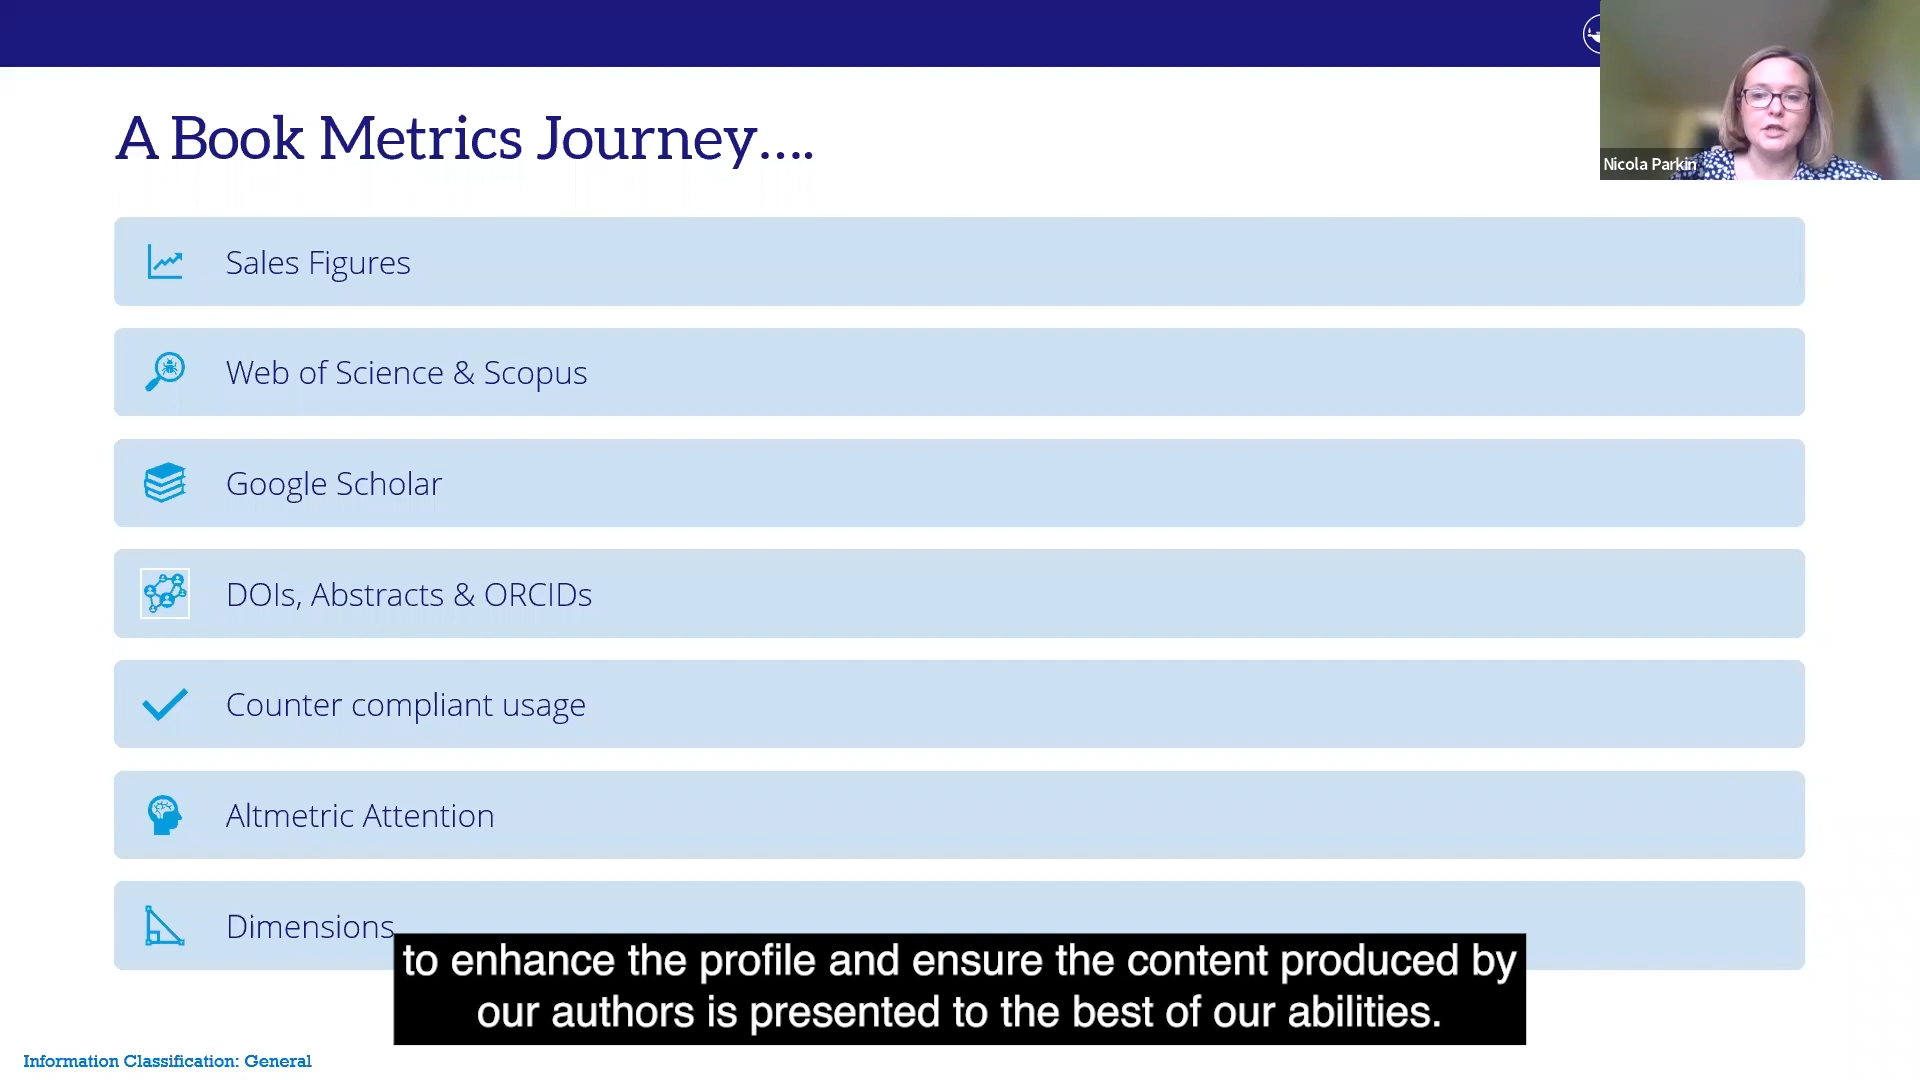 A Book Metrics Journey....
Nicola Parkin
Sales Figures
Web of Science & Scopus
Google Scholar
DOIs, Abstracts & ORCIDs
Counter compliant usage
Altmetric Attention
Dimensions
to enhance the profile and ensure the content produced by
our authors is presented to the best of our abilities.
Information Classification: General